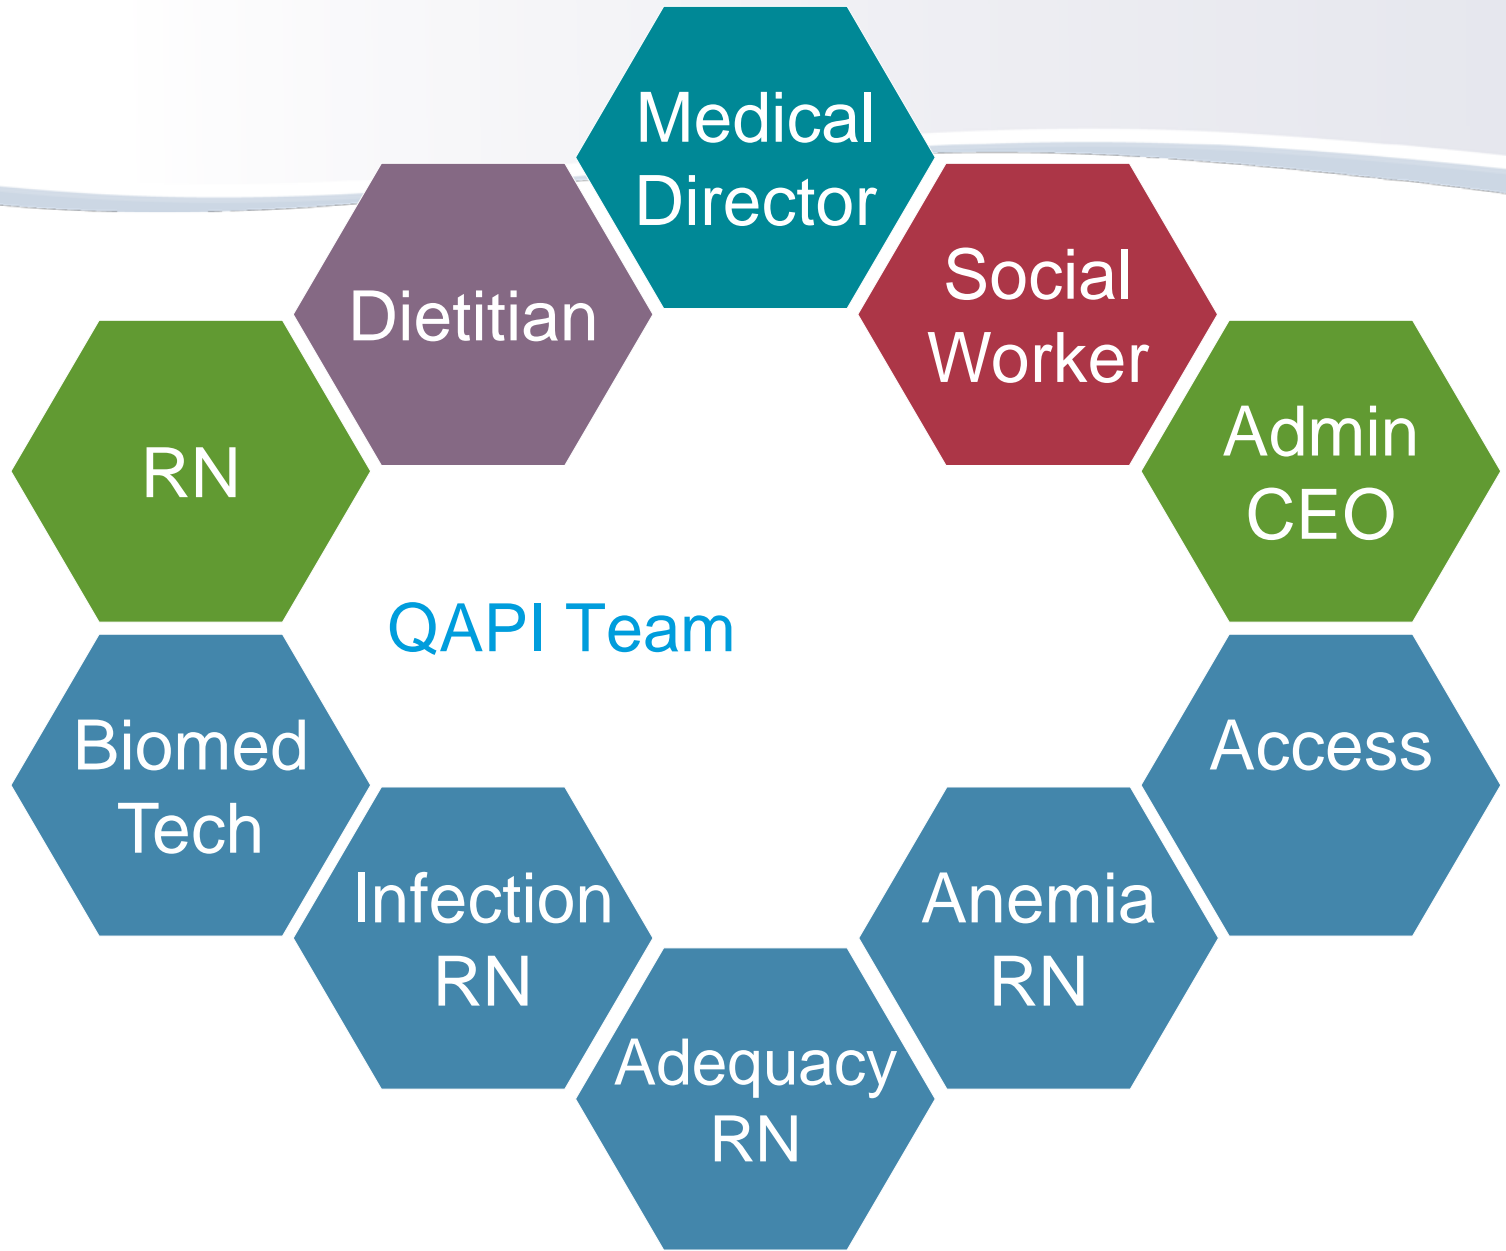 Medical
Director
Dietitian
Social
Worker
RN
Admin
CEO
QAPI Team
Biomed
Tech
Access
Infection
RN
Anemia
RN
Adequacy
RN